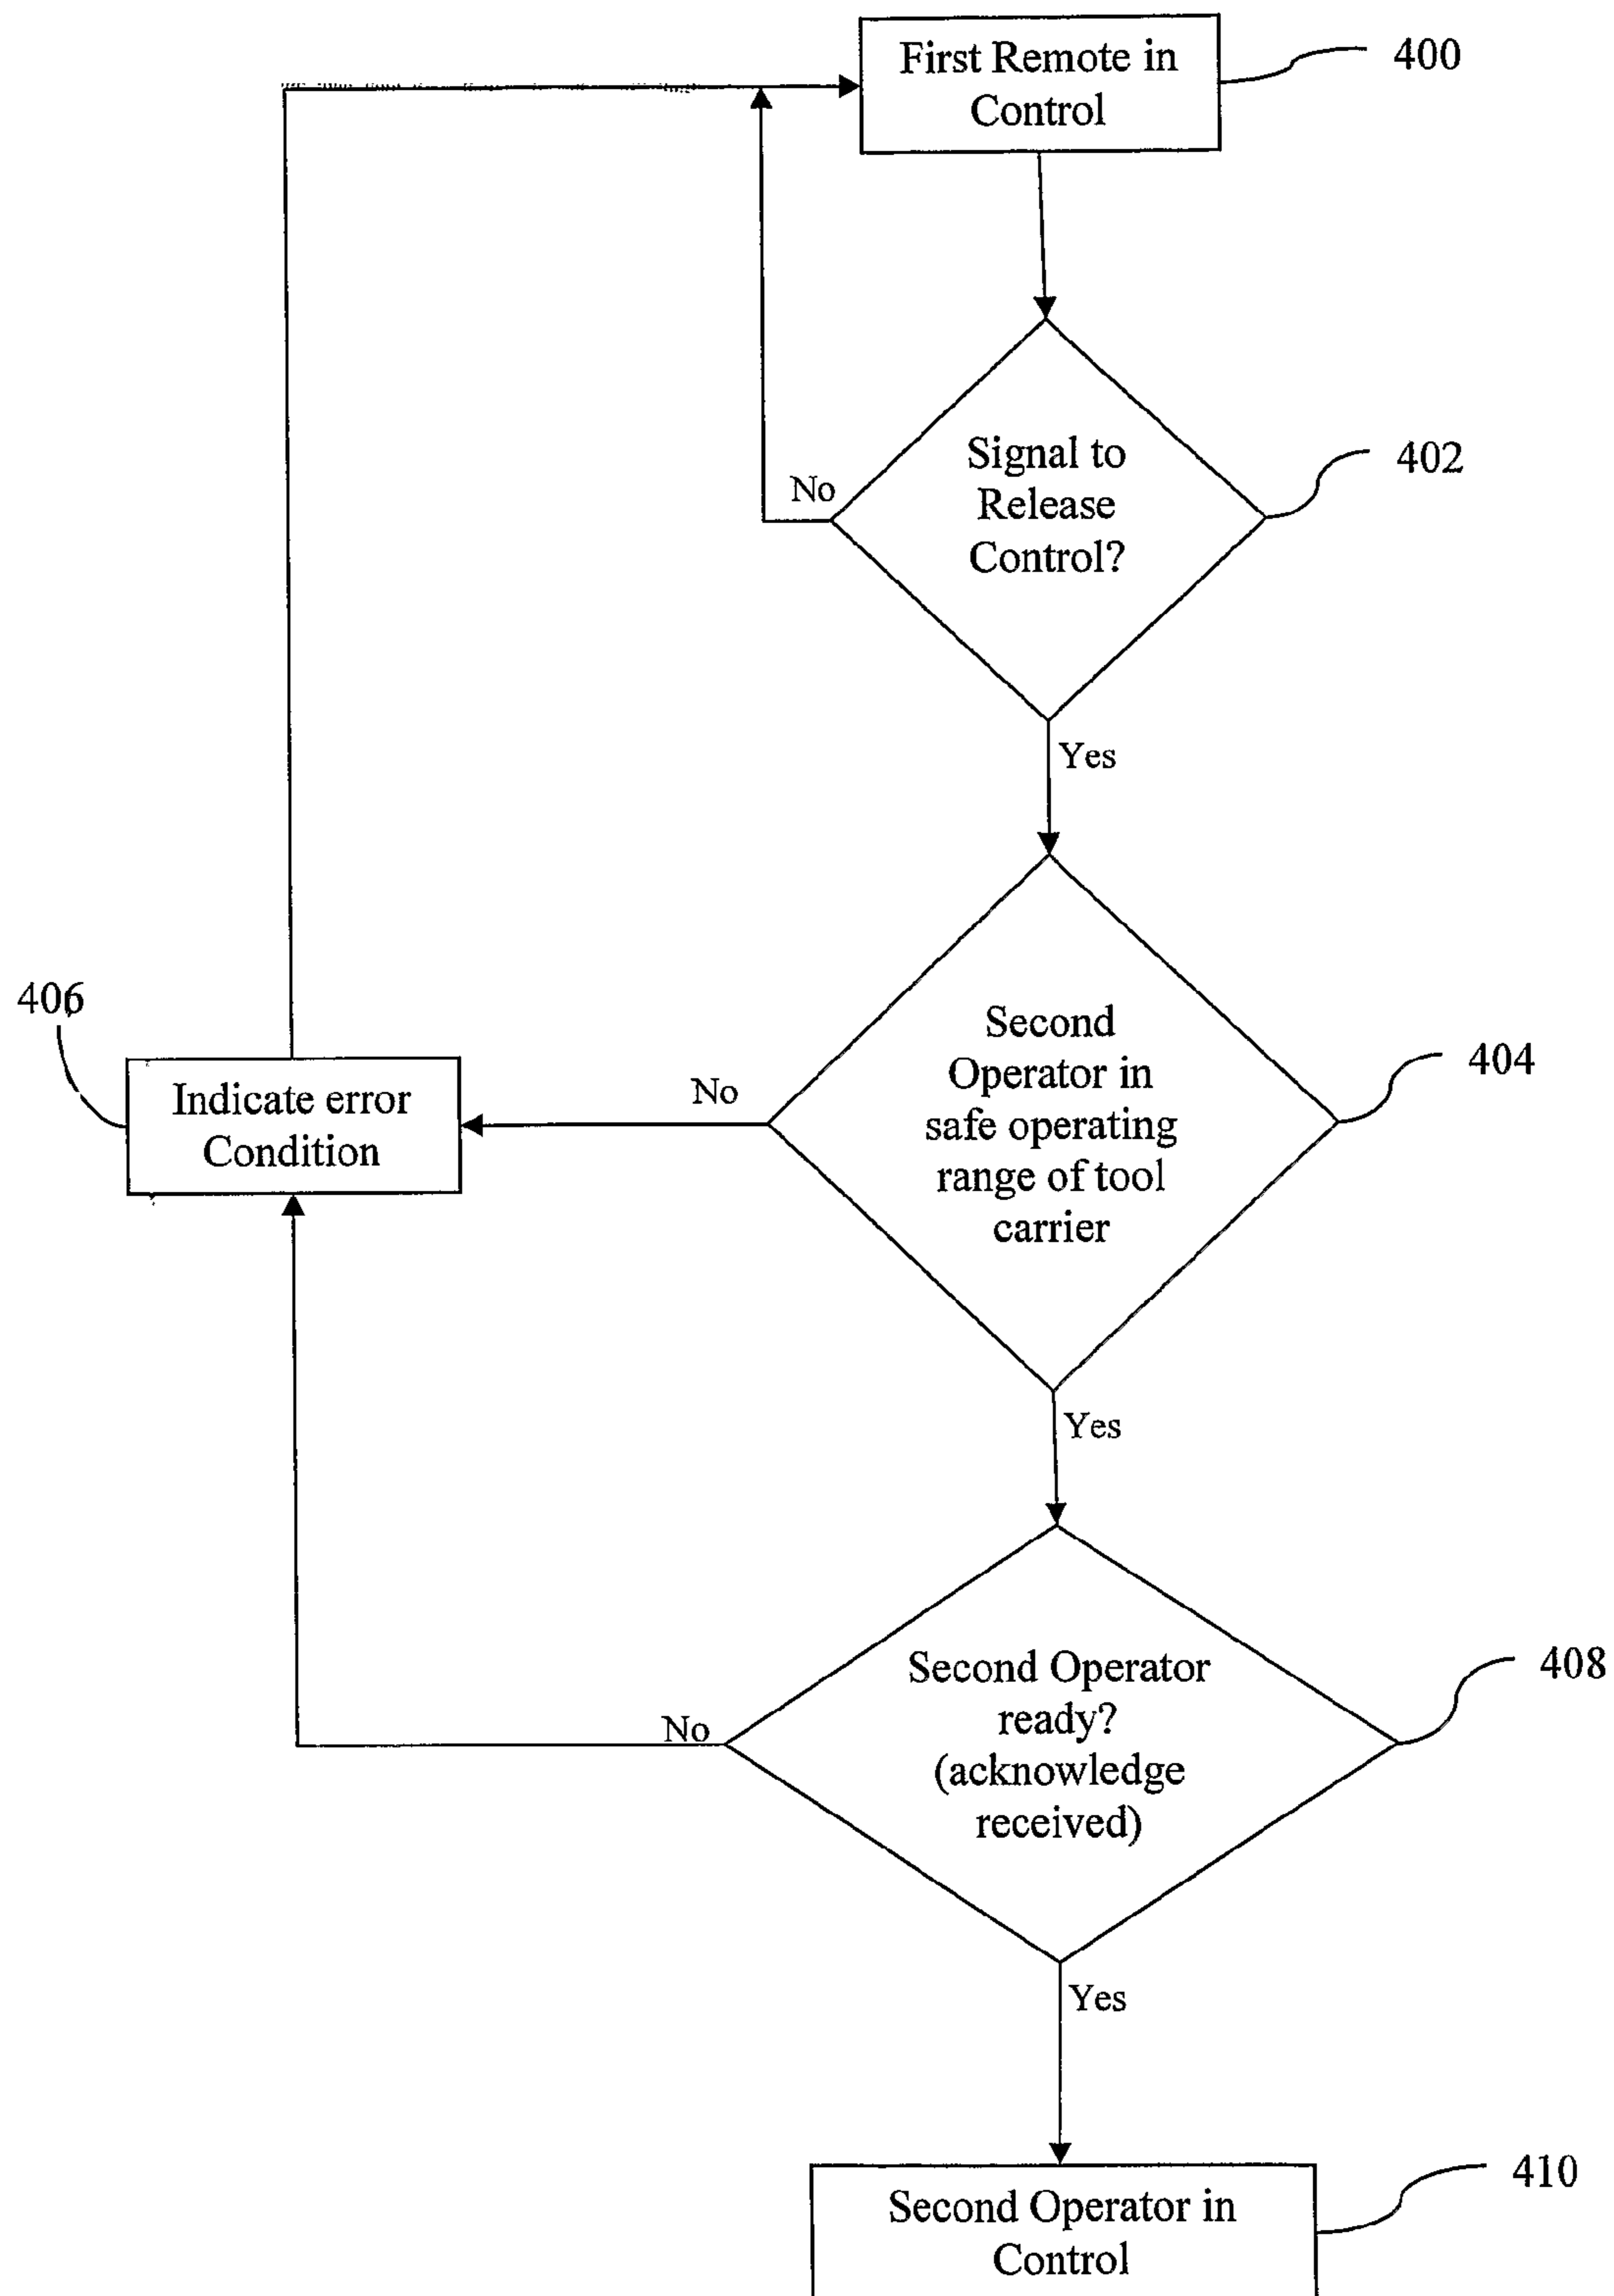 First Remote in
Control
400
Signal to
Release
Control?
402
No
Yes
Second
Operator in
safe operating
range of tool
carrier
404
No
406
Indicate error
Condition
Yes
Second Operator
ready?
(acknowledge
received)
408
No
Yes
Second Operator in
Control
410